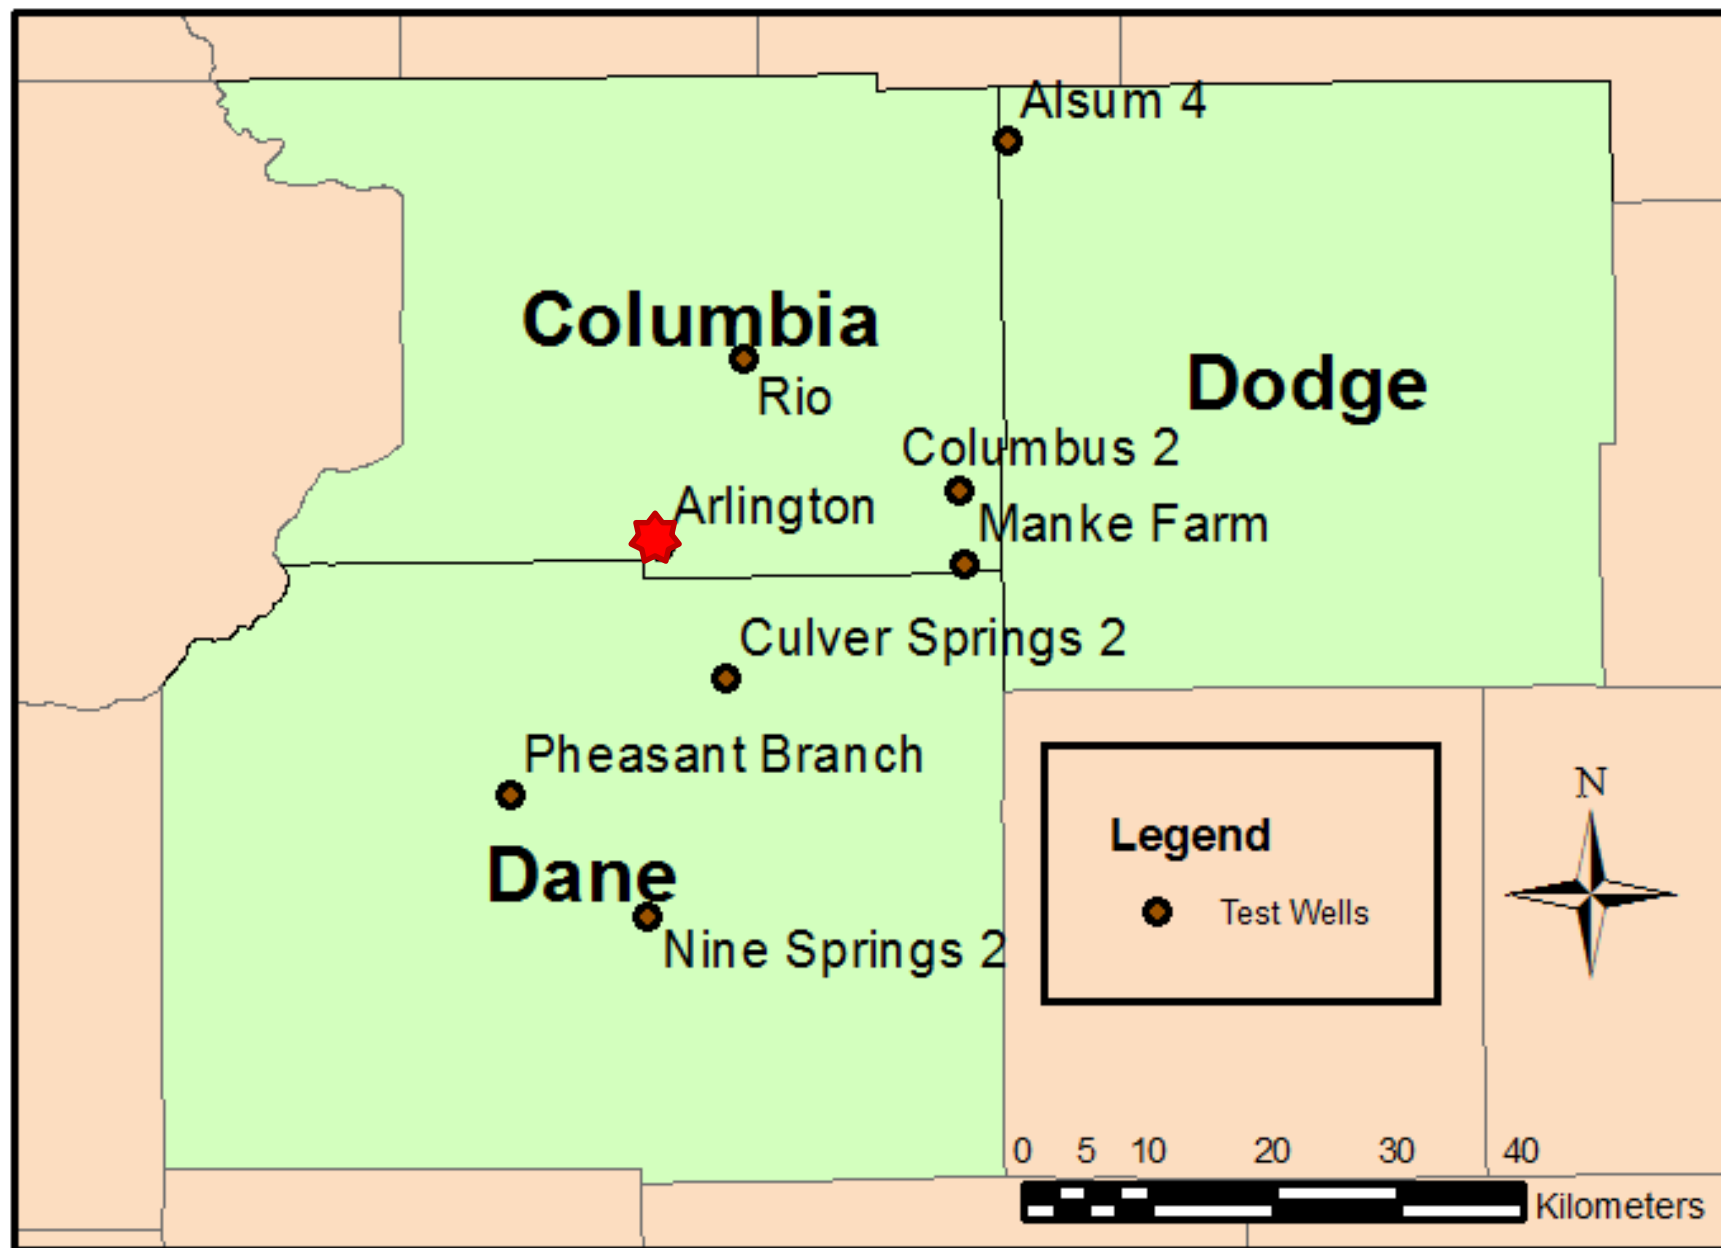 Alsum 4
Columbia
Rio
Dodge
Columbus 2
Arlington
Manke Farm
Culver Springs 2
Pheasant Branch
Dane
Nine Springs 2
Legend
Test Wells
N
0 5 10 20 30 40
Kilometers